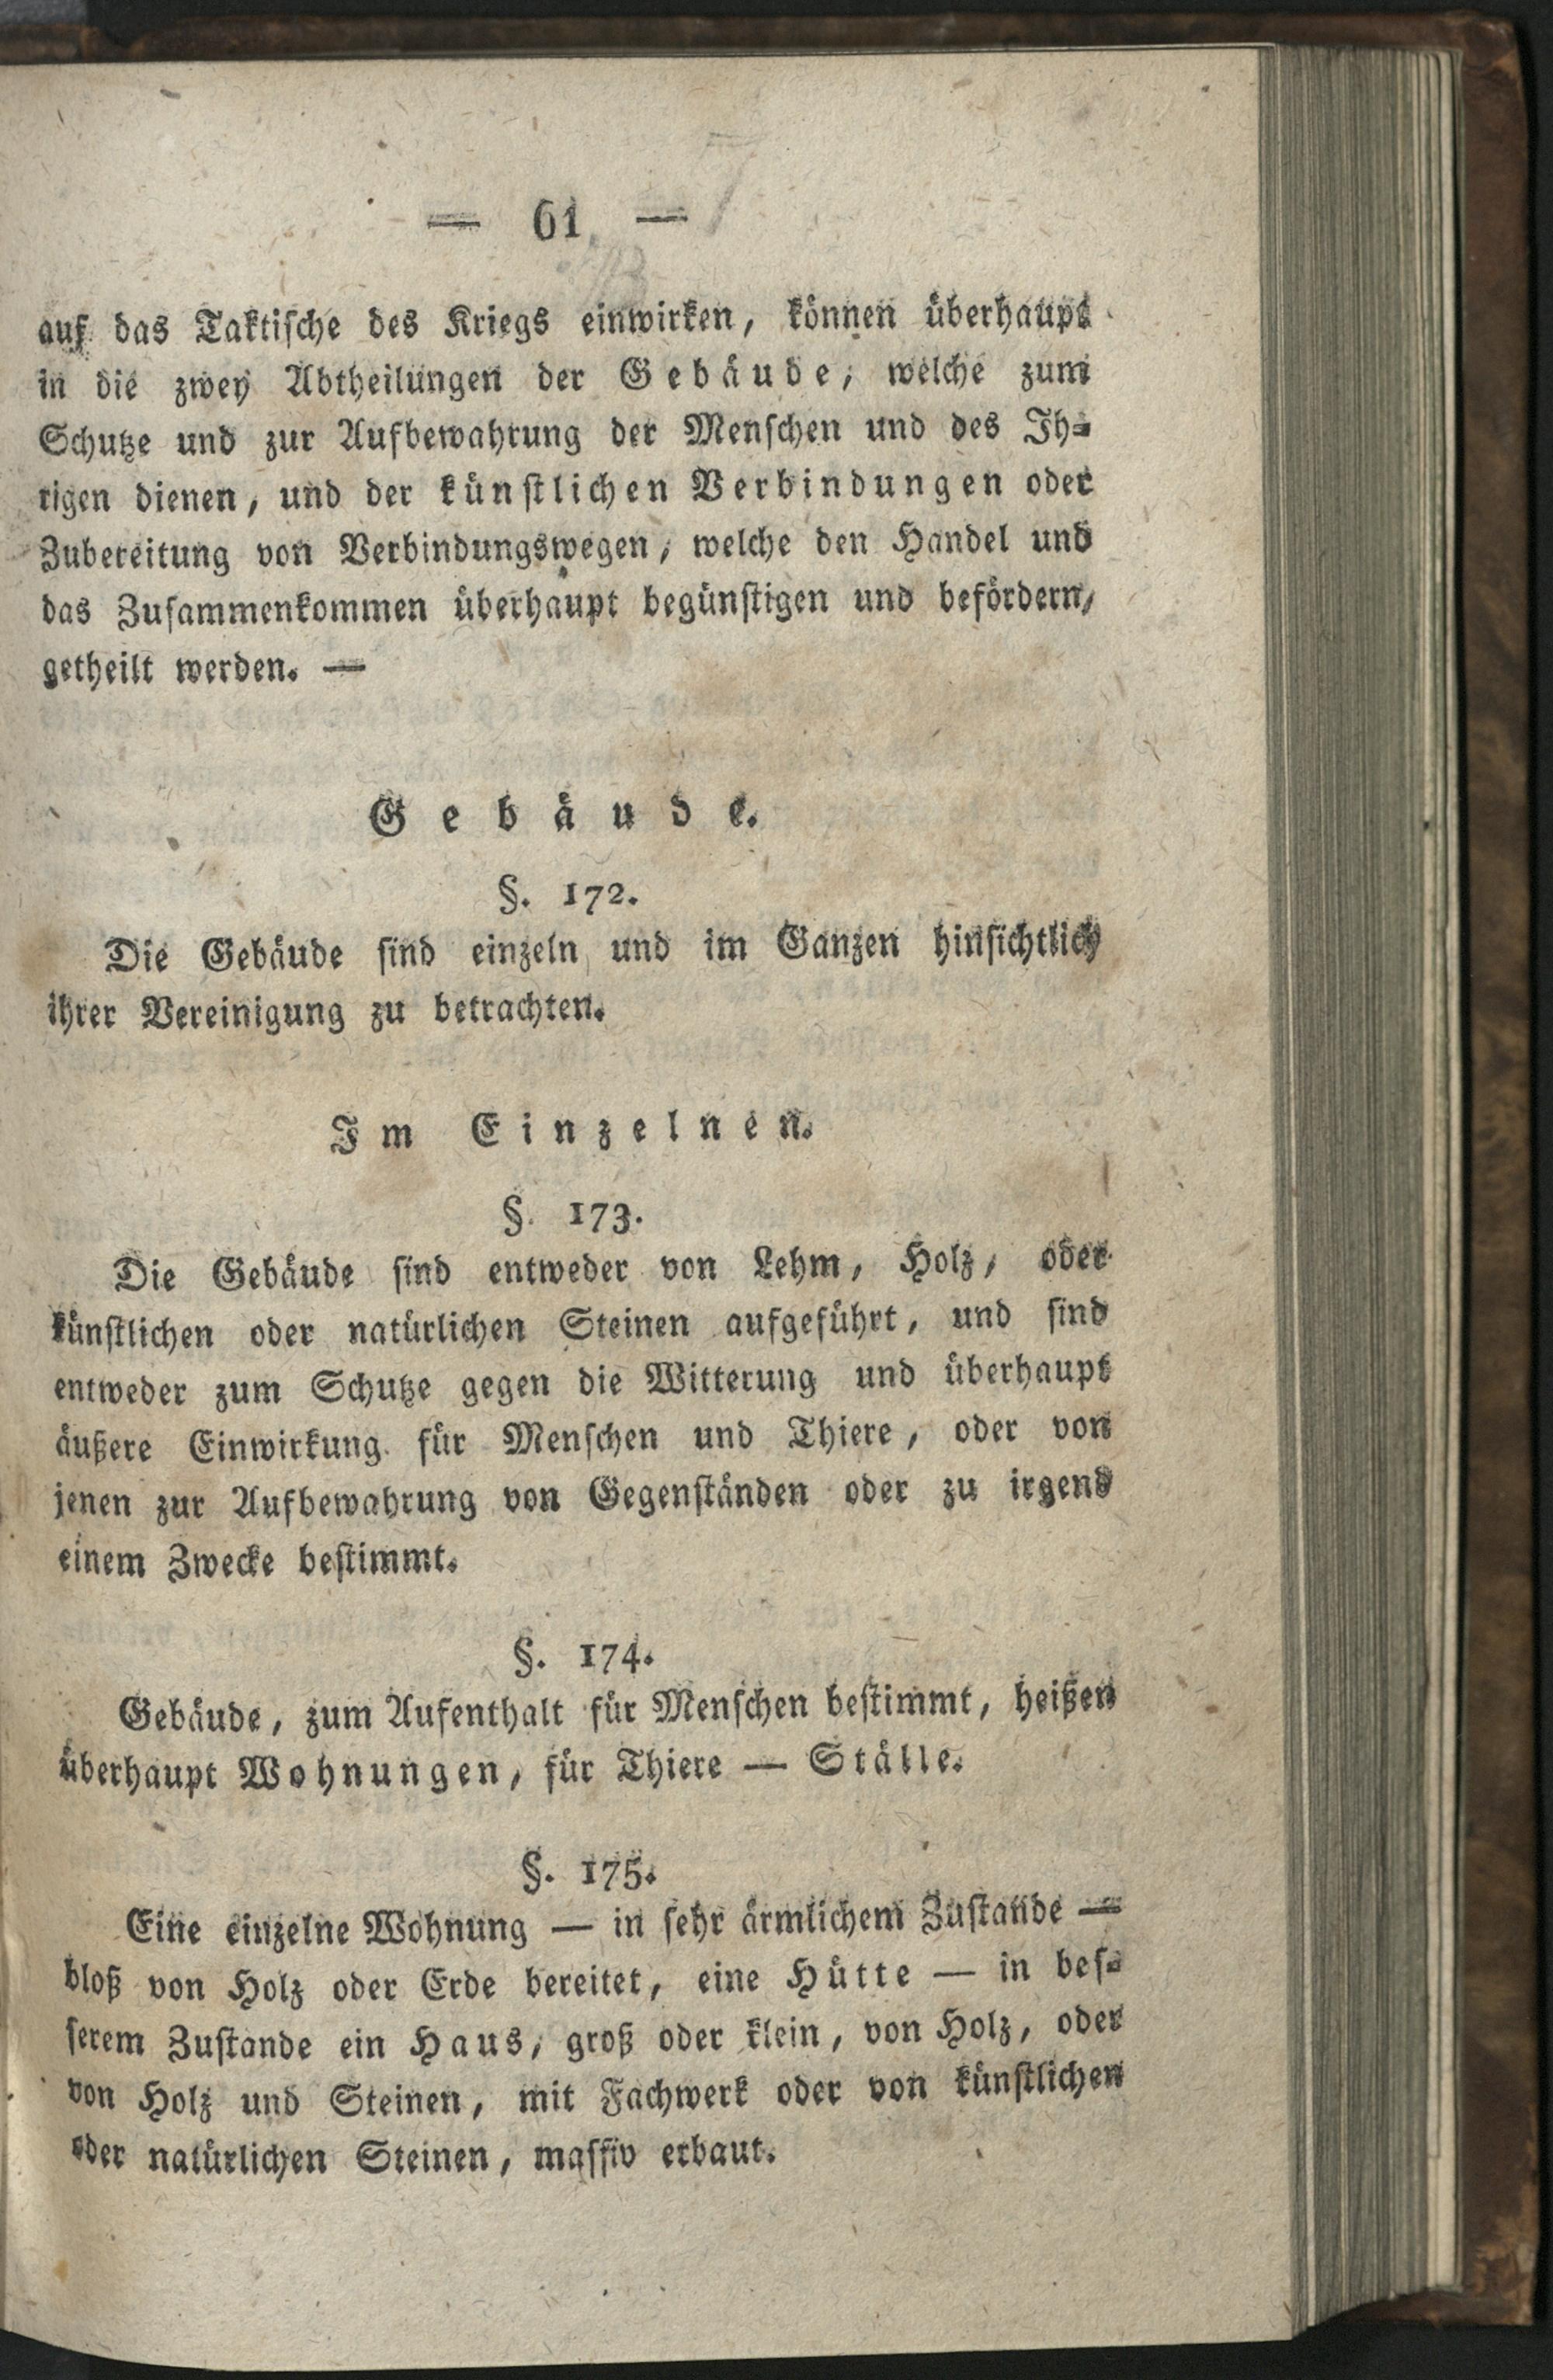 — 61 —
auf das Taktische des Kriegs einwirken, können überhaupt
in die zwey Abtheilungen der Gebäude, welche zum
Schutze und zur Aufbewahrung der Menschen und des Ih-
rigen dienen, und der künstlichen Verbindungen oder
Zubereitung von Verbindungswegen, welche den Handel und
das Zusammenkommen überhaupt begünstigen und befördern,
getheilt werden. —
Gebäude.
§. 172.
Die Gebäude sind einzeln und im Ganzen hinsichtlich
ihrer Vereinigung zu betrachten.
Im Einzelnen.
§. 173.
Die Gebäude sind entweder von Lehm, Holz, oder
künstlichen oder natürlichen Steinen aufgeführt, und sind
entweder zum Schutze gegen die Witterung und überhaupt
äußere Einwirkung für Menschen und Thiere, oder von
jenen zur Aufbewahrung von Gegenständen oder zu irgend
einem Zwecke bestimmt.
§. 174.
Gebäude, zum Aufenthalt für Menschen bestimmt, heißen
überhaupt Wohnungen, für Thiere — Ställe.
§. 175.
Eine einzelne Wohnung — in sehr ärmlichem Zustande —
bloß von Holz oder Erde bereitet, eine Hütte — in bes-
serem Zustande ein Haus, groß oder klein, von Holz, oder
von Holz und Steinen, mit Fachwerk oder von künstlichen
oder natürlichen Steinen, massiv erbaut.